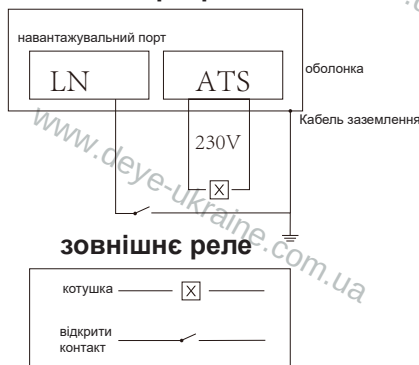 навантажувальний порт
оболонка
LN
ATS
Кабель заземлення
230V
www.deye-ukraine.com.ua
зовнішнє реле
котушка
відкрити
контакт